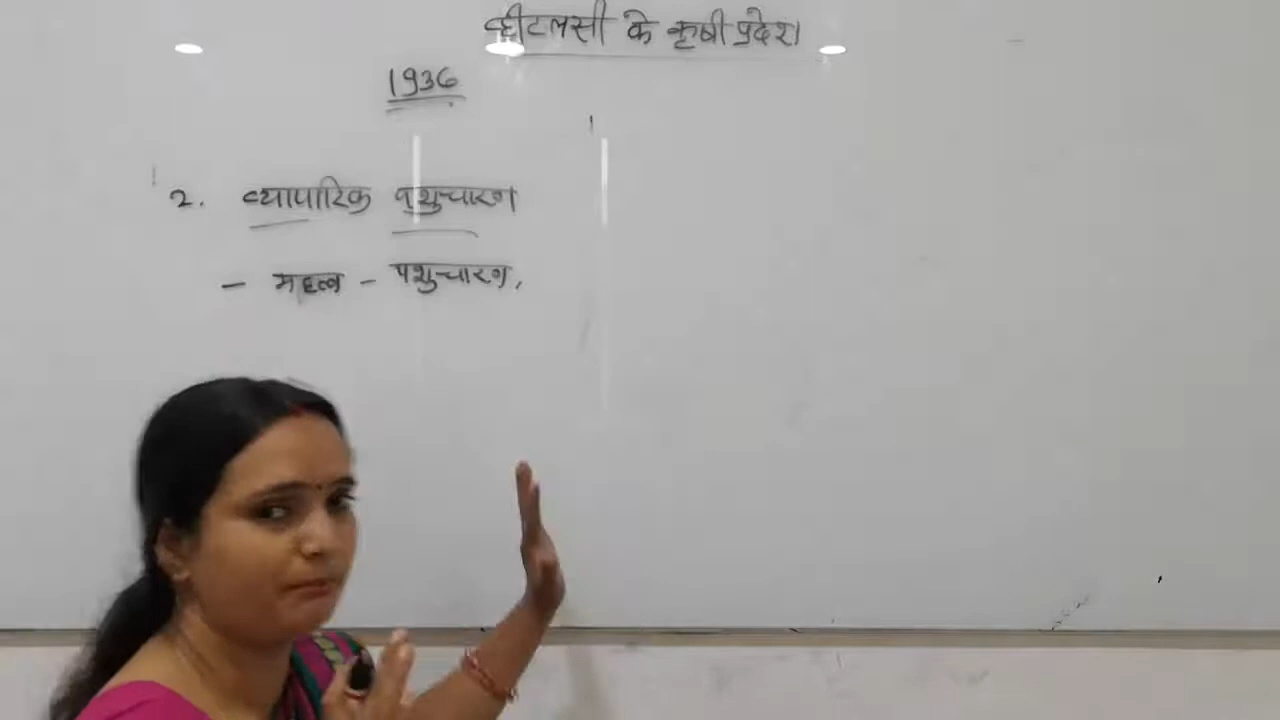 व्हीटलसी के कृषी प्रदेश
1936
2. व्यापारिक पशुचारण
- महत्व - पशुचारण,